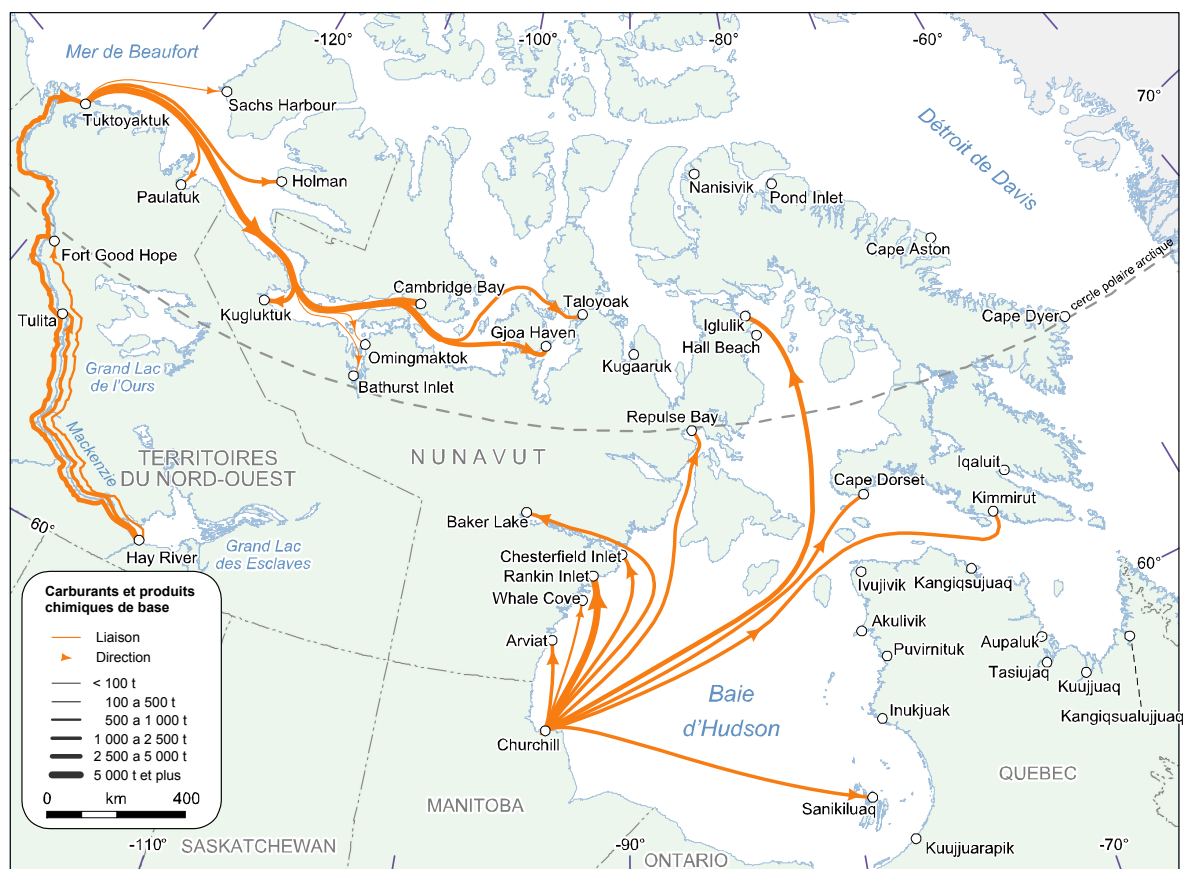 -120°
-100°
-80°
-60°
Mer de Beaufort
70°
Sachs Harbour
Tuktoyaktuk
Détroit de Davis
Holman
Paulatuk
Nanisivik
Pond Inlet
Cape Aston
cercle polaire arctique
Fort Good Hope
Cambridge Bay
Kugluktuk
Taloyoak
Tulita
Gjoa Haven
Iglulik
Hall Beach
Cape Dyer
Omingmaktok
Kugaaruk
Grand Lac
de l'Ours
Bathurst Inlet
Repulse Bay
Mackenzie
TERRITOIRES
DU NORD-OUEST
NUNAVUT
Iqaluit
Cape Dorset
Kimmirut
60°
Baker Lake
Hay River
Grand Lac
des Esclaves
Chesterfield Inlet
Rankin Inlet
Whale Cove
60°
Ivujivik
Kangiqsujuaq
Arviat
Akulivik
Puvirnituk
Aupaluk
Tasiujaq
Kuujjuaq
Kangiqsualujjuaq
Baie
d'Hudson
Inukjuak
Churchill
QUEBEC
MANITOBA
Sanikiluaq
Kuujjuarapik
SASKATCHEWAN
ONTARIO
-110°
-90°
-70°
Carburants et produits
chimiques de base
Liaison
Direction
< 100 t
100 a 500 t
500 a 1 000 t
1 000 a 2 500 t
2 500 a 5 000 t
5 000 t et plus
0 km 400